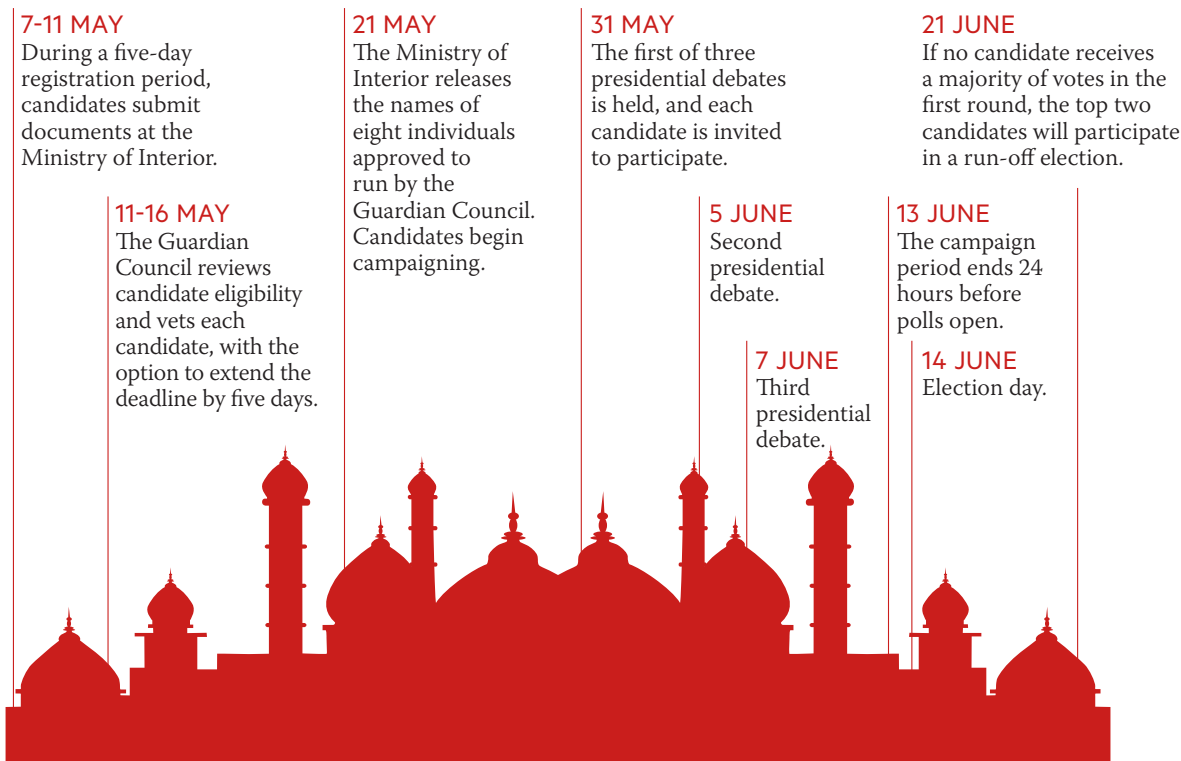 7-11 MAY
During a five-day
registration period,
candidates submit
documents at the
Ministry of Interior.
11-16 MAY
The Guardian
Council reviews
candidate eligibility
and vets each
candidate, with the
option to extend the
deadline by five days.
21 MAY
The Ministry of
Interior releases
the names of
eight individuals
approved to
run by the
Guardian Council.
Candidates begin
campaigning.
31 MAY
The first of three
presidential debates
is held, and each
candidate is invited
to participate.
5 JUNE
Second
presidential
debate.
7 JUNE
Third
presidential
debate.
13 JUNE
The campaign
period ends 24
hours before
polls open.
14 JUNE
Election day.
21 JUNE
If no candidate receives
a majority of votes in the
first round, the top two
candidates will participate
in a run-off election.